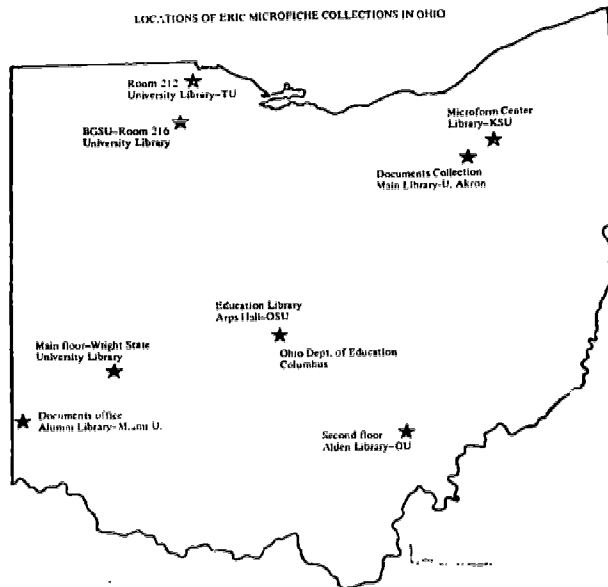 LOCATIONS OF ERIC MICROFICHE COLLECTIONS IN OHIO
Room 212
University Library-TU
BGSU-Room 216
University Library
Microform Center
Library-KSU
Documents Collection
Main Library-U. Akron
Education Library
Arps Hall-OSU
Ohio Dept. of Education
Columbus
Main floor-Wright State
University Library
Documents office
Alumni Library-Miami U.
Second floor
Alden Library-OU